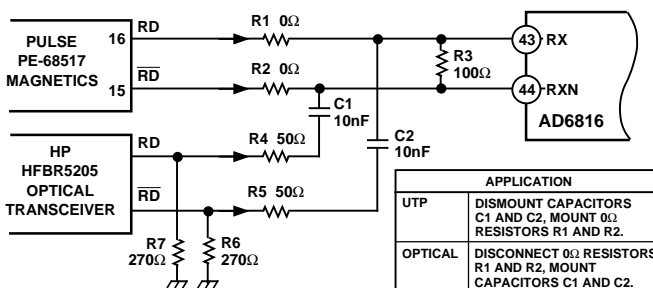 PULSE
PE-68517
MAGNETICS
16
15
RD
RD
R1 0Ω
R2 0Ω
R3
100Ω
43 RX
44 RXN
AD6816
C1
10nF
C2
10nF
HP
HFBR5205
OPTICAL
TRANSCEIVER
RD
RD
R4 50Ω
R5 50Ω
R7
270Ω
R6
270Ω
APPLICATION
UTP
DISMOUNT CAPACITORS
C1 AND C2, MOUNT 0Ω
RESISTORS R1 AND R2.
OPTICAL
DISCONNECT 0Ω RESISTORS
R1 AND R2, MOUNT
CAPACITORS C1 AND C2.